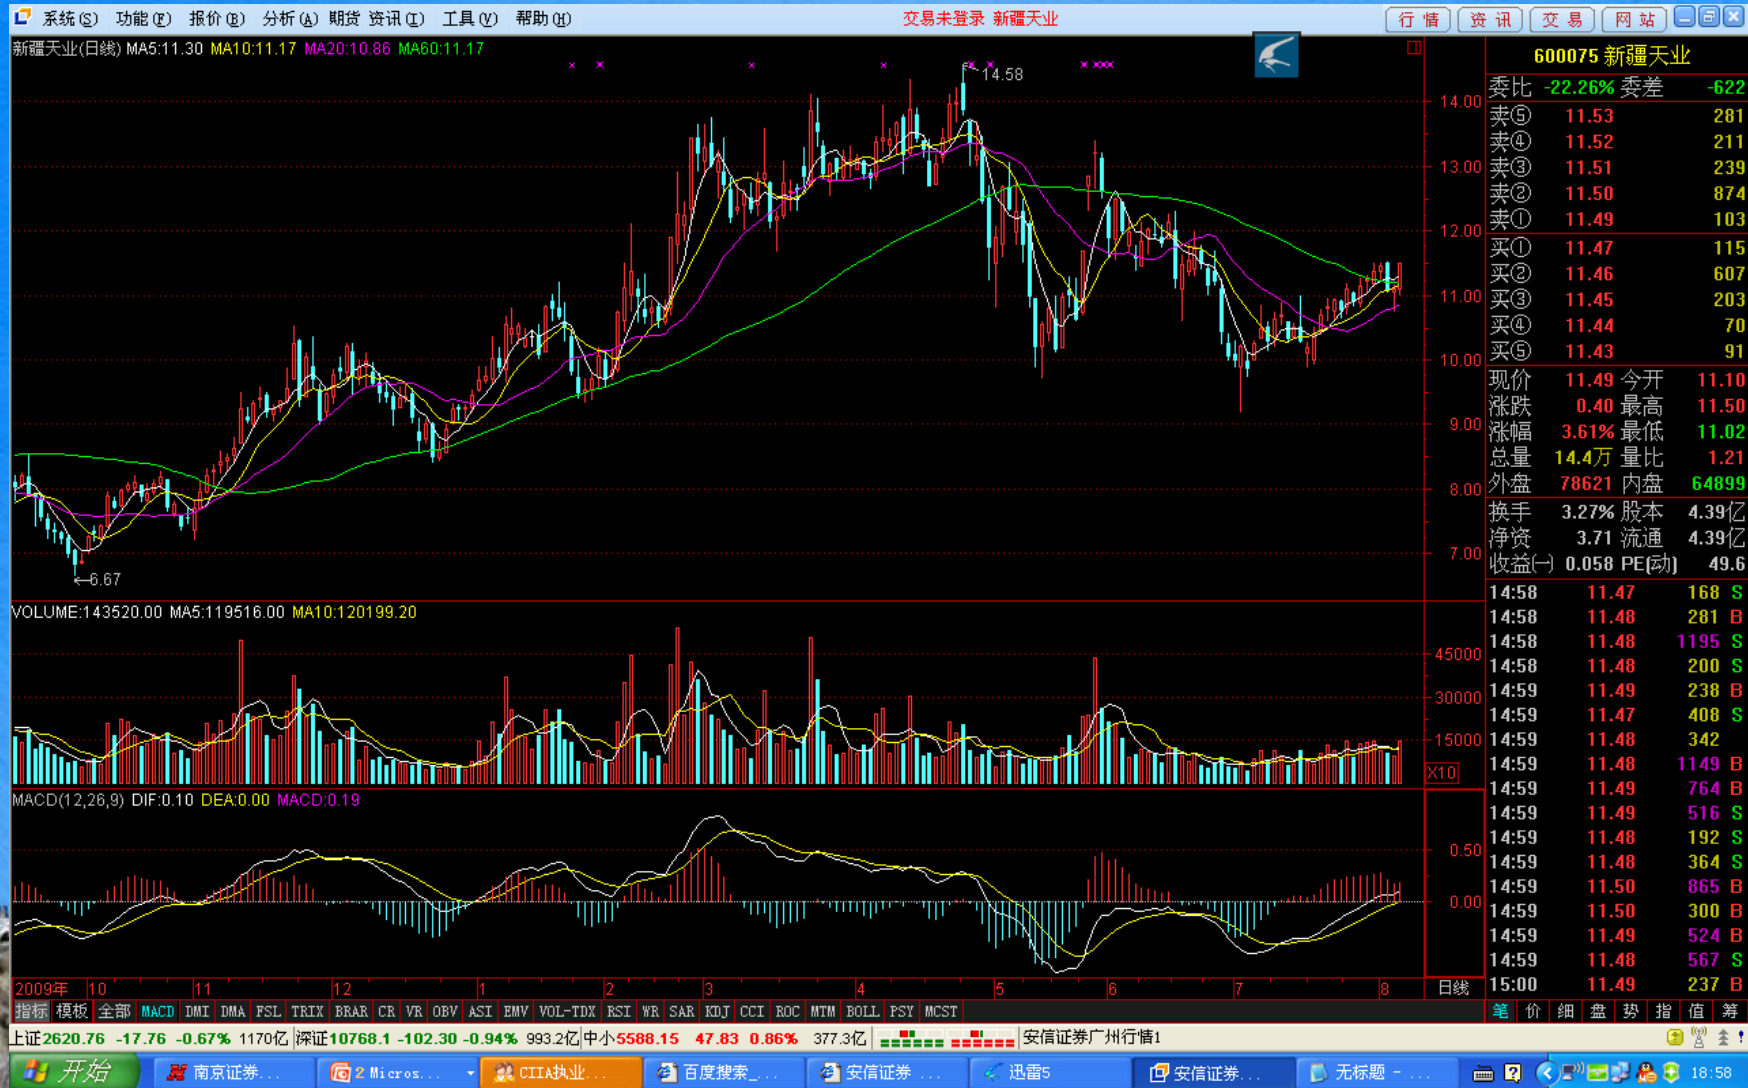 系统(S) 功能(F) 报价(B) 分析(A) 期货 资讯(I) 工具(V) 帮助(H) 交易未登录 新疆天业 行情 资讯 交易 网站
新疆天业(日线) MA5:11.30 MA10:11.17 MA20:10.86 MA60:11.17
14.58
14.00
13.00
12.00
11.00
10.00
9.00
8.00
7.00
6.67
VOLUME:143520.00 MA5:119516.00 MA10:120199.20
45000
30000
15000
X10
MACD(12,26,9) DIF:0.10 DEA:0.00 MACD:0.19
0.50
0.00
2009年 10 11 12 1 2 3 4 5 6 7 8 日线
指标 模板 全部 MACD DMI DMA FSL TRIX BRAR CR VR OBV ASI EMV VOL-TDX RSI WR SAR KDJ CCI ROC MTM BOLL PSY MCST
600075 新疆天业
委比 -22.26% 委差 -622
卖⑤ 11.53 281
卖④ 11.52 211
卖③ 11.51 239
卖② 11.50 874
卖① 11.49 103
买① 11.47 115
买② 11.46 607
买③ 11.45 203
买④ 11.44 70
买⑤ 11.43 91
现价 11.49 今开 11.10
涨跌 0.40 最高 11.50
涨幅 3.61% 最低 11.02
总量 14.4万 量比 1.21
外盘 78621 内盘 64899
换手 3.27% 股本 4.39亿
净资 3.71 流通 4.39亿
收益㈠ 0.058 PE(动) 49.6
14:58 11.47 168 S
14:58 11.48 281 B
14:58 11.48 1195 S
14:58 11.48 200 S
14:59 11.49 238 B
14:59 11.47 408 S
14:59 11.48 342
14:59 11.48 1149 B
14:59 11.49 764 B
14:59 11.49 516 S
14:59 11.48 192 S
14:59 11.48 364 S
14:59 11.50 865 B
14:59 11.50 300 B
14:59 11.49 524 B
14:59 11.48 567 S
15:00 11.49 237 B
笔 价 细 盘 势 指 值 筹
上证2620.76 -17.76 -0.67% 1170亿 深证10768.1 -102.30 -0.94% 993.2亿 中小5588.15 47.83 0.86% 377.3亿 安信证券广州行情1
开始 南京证券... 2 Micros... CIIA执业... 百度搜索_... 安信证券... 迅雷5 安信证券... 无标题 - ... 18:58